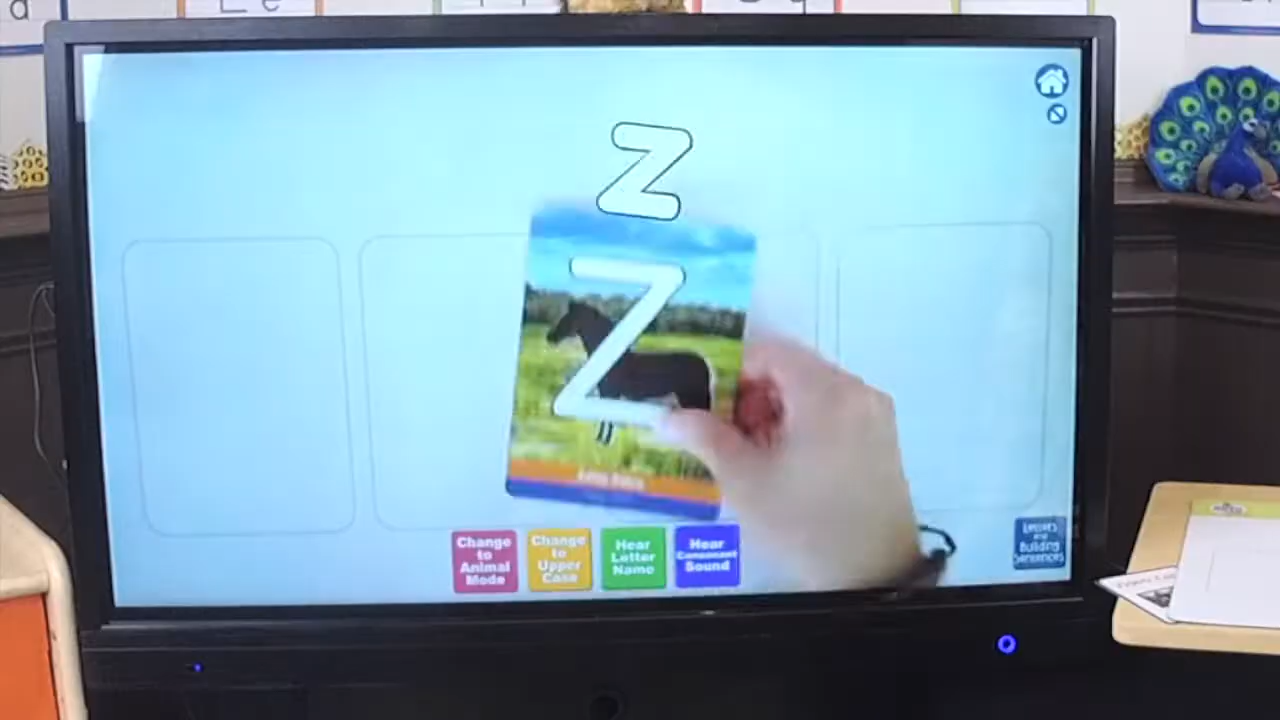 a
z
Z
Change
to
Animal
Mode
Change
to
Upper
Case
Hear
Letter
Name
Hear
Consonant
Sound
Letters
and
Building
Sentences